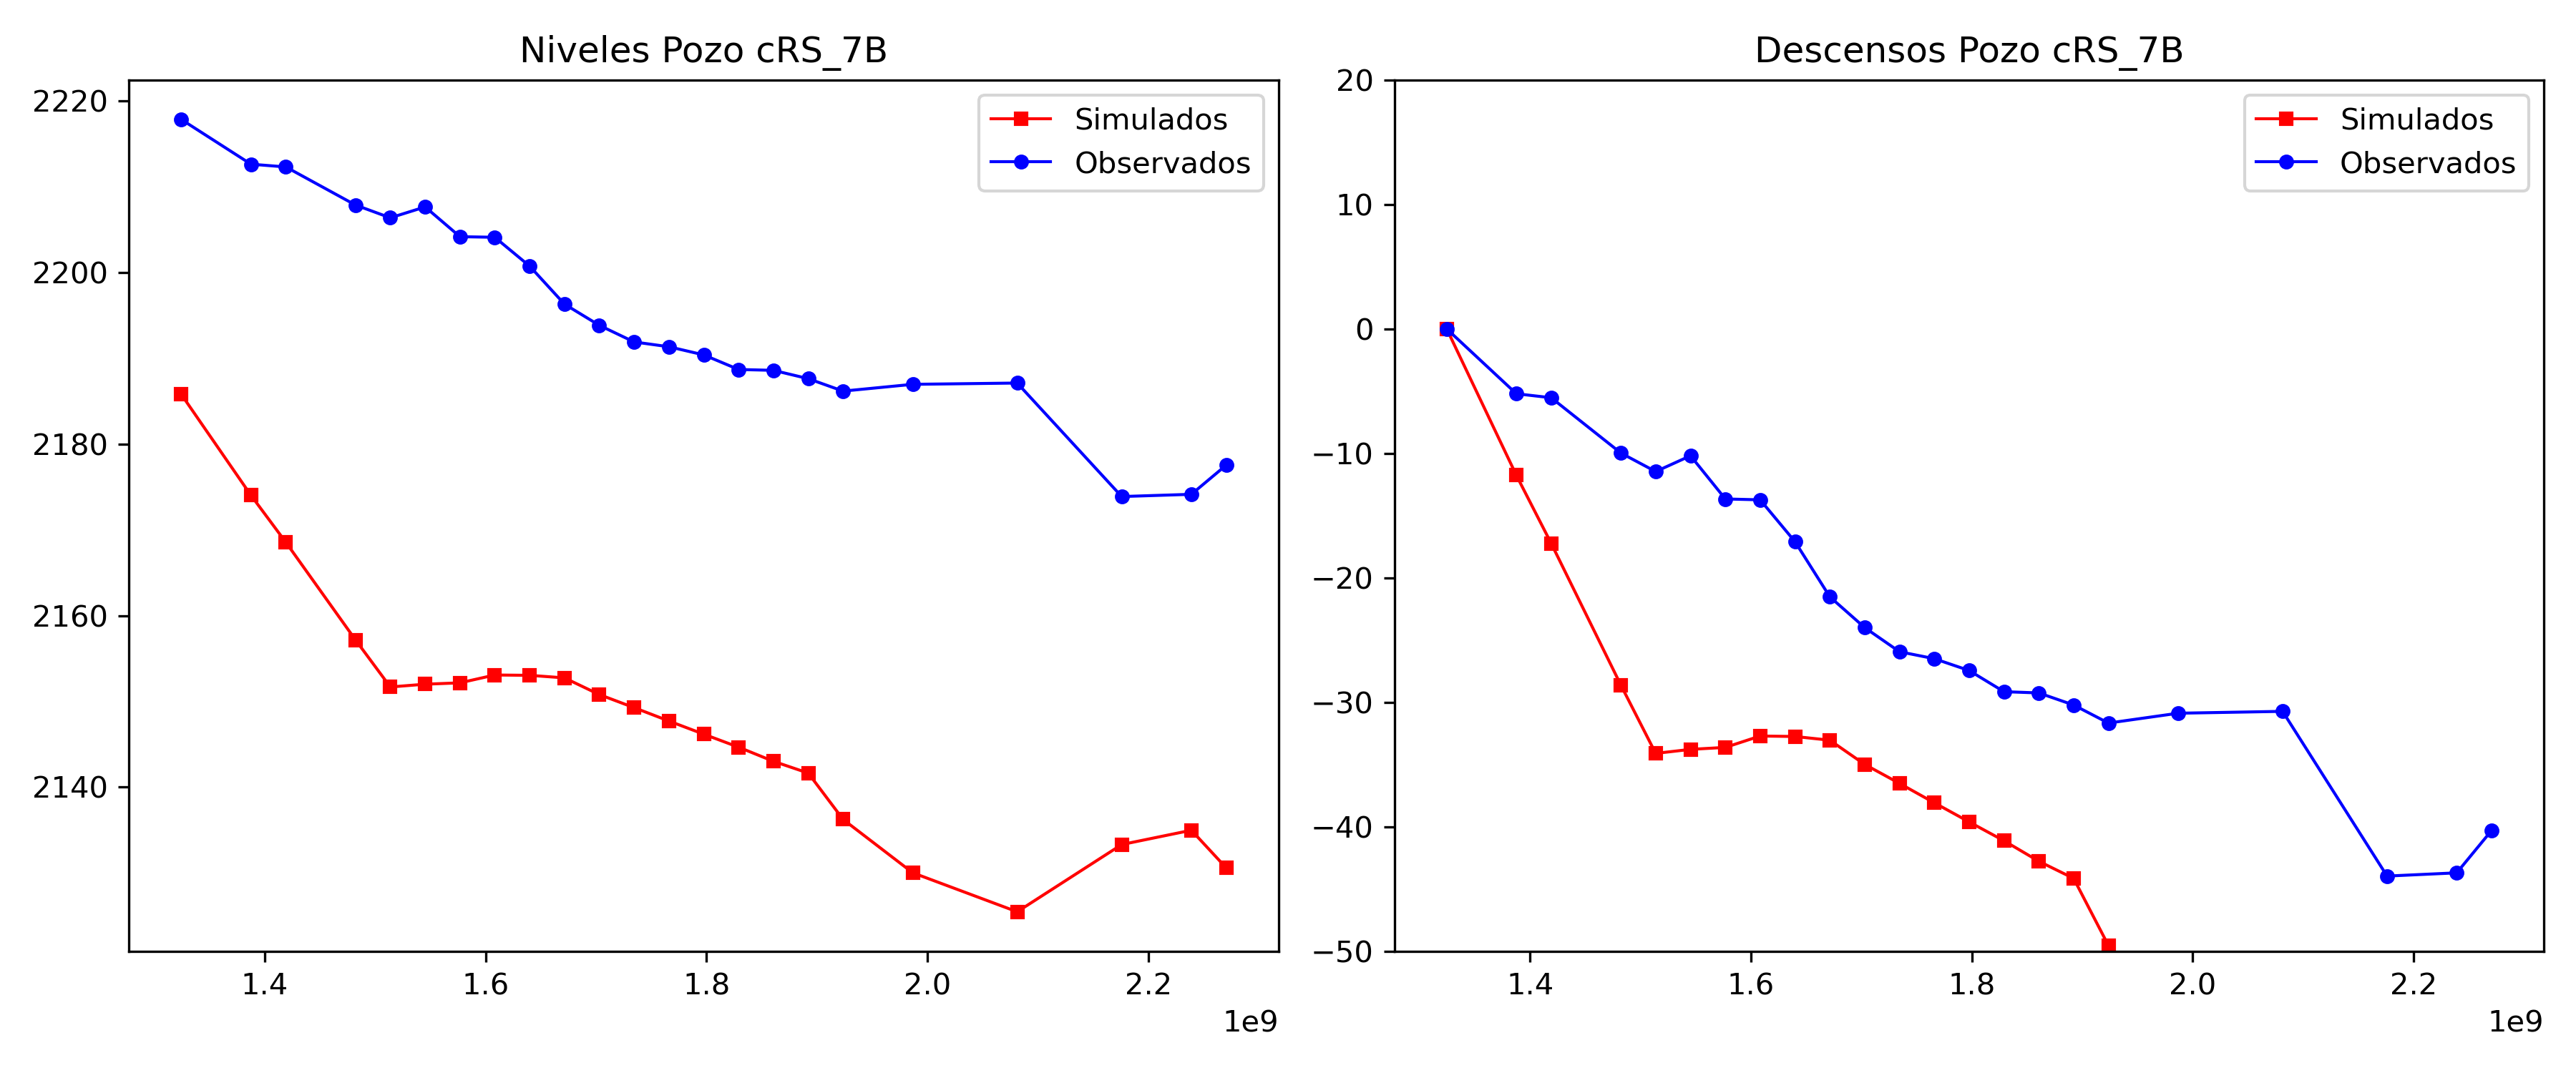 Niveles Pozo cRS_7B
2220
2200
2180
2160
2140
1.4 1.6 1.8 2.0 2.2
1e9
Simulados
Observados
Descensos Pozo cRS_7B
20
10
0
−10
−20
−30
−40
−50
1.4 1.6 1.8 2.0 2.2
1e9
Simulados
Observados